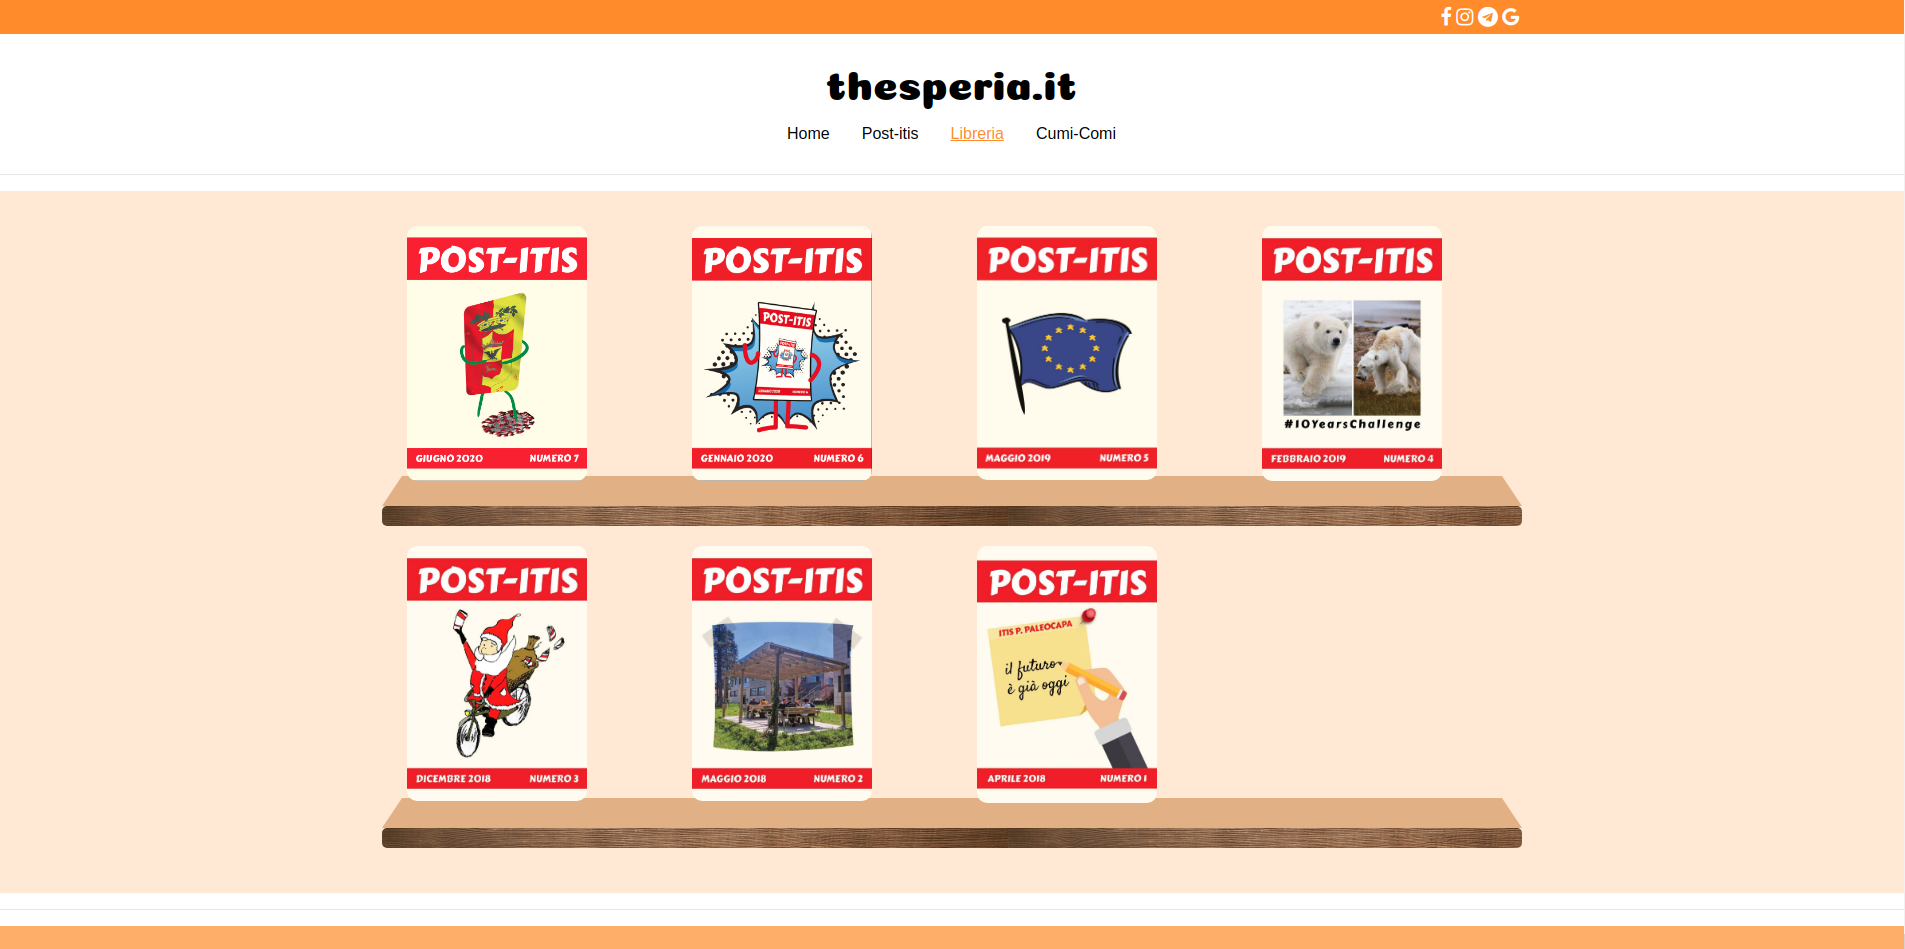 thesperia.it
Home Post-itis Libreria Cumi-Comi
POST-ITIS
GIUGNO 2020 NUMERO 7
POST-ITIS
POST-ITIS
GENNAIO 2020 NUMERO 6
POST-ITIS
MAGGIO 2019 NUMERO 5
POST-ITIS
#10YearsChallenge
FEBBRAIO 2019 NUMERO 4
POST-ITIS
DICEMBRE 2018 NUMERO 3
POST-ITIS
MAGGIO 2018 NUMERO 2
POST-ITIS
ITIS P. PALEOCAPA
il futuro
è già oggi
APRILE 2018 NUMERO 1